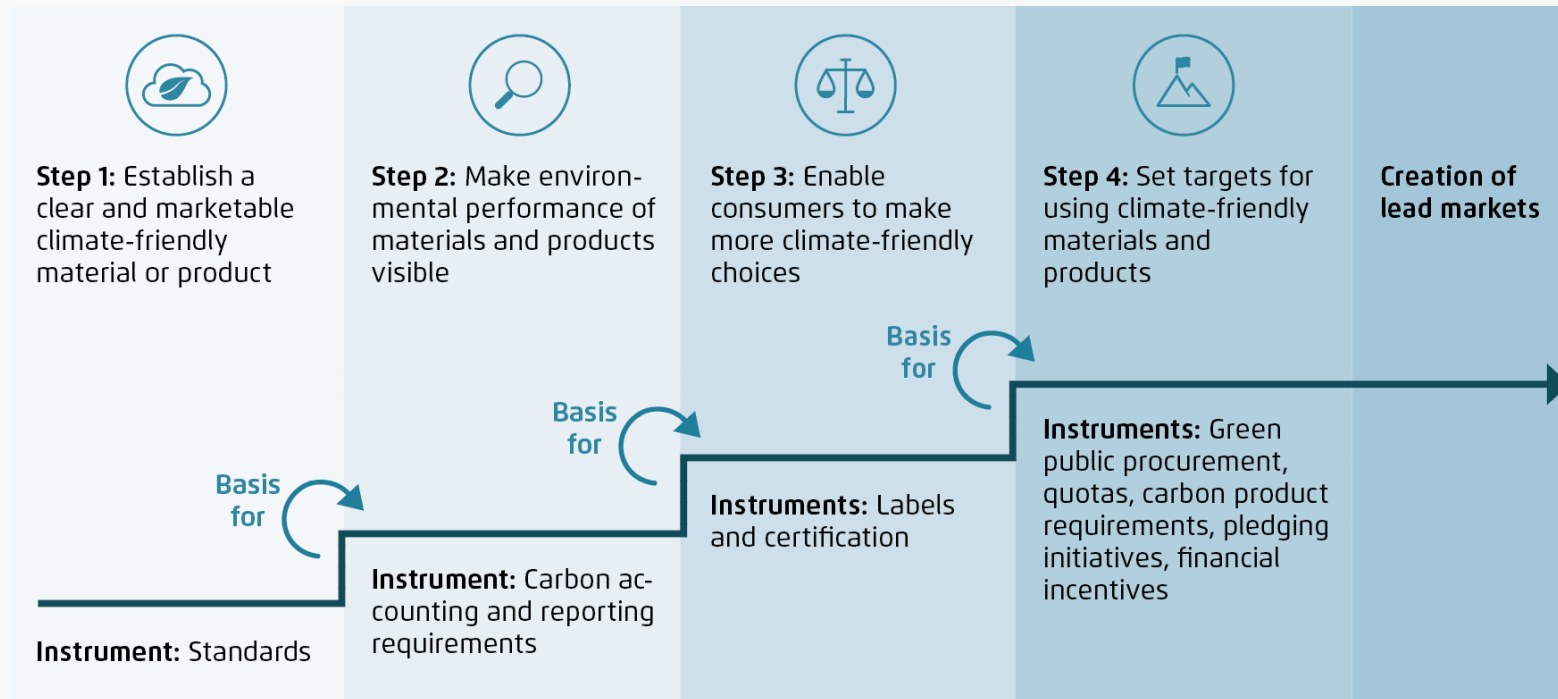 Step 1: Establish a
clear and marketable
climate-friendly
material or product
Step 2: Make environ-
mental performance of
materials and products
visible
Step 3: Enable
consumers to make
more climate-friendly
choices
Step 4: Set targets for
using climate-friendly
materials and
products
Creation of
lead markets
Basis
for
Basis
for
Basis
for
Instrument: Standards
Instrument: Carbon ac-
counting and reporting
requirements
Instruments: Labels
and certification
Instruments: Green
public procurement,
quotas, carbon product
requirements, pledging
initiatives, financial
incentives